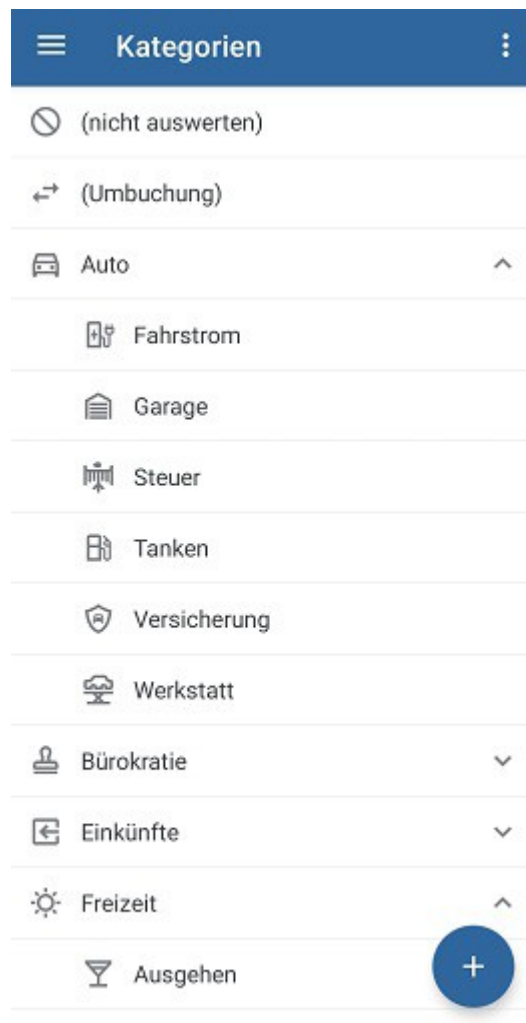 Kategorien
(nicht auswerten)
(Umbuchung)
Auto
Fahrstrom
Garage
Steuer
Tanken
Versicherung
Werkstatt
Bürokratie
Einkünfte
Freizeit
Ausgehen